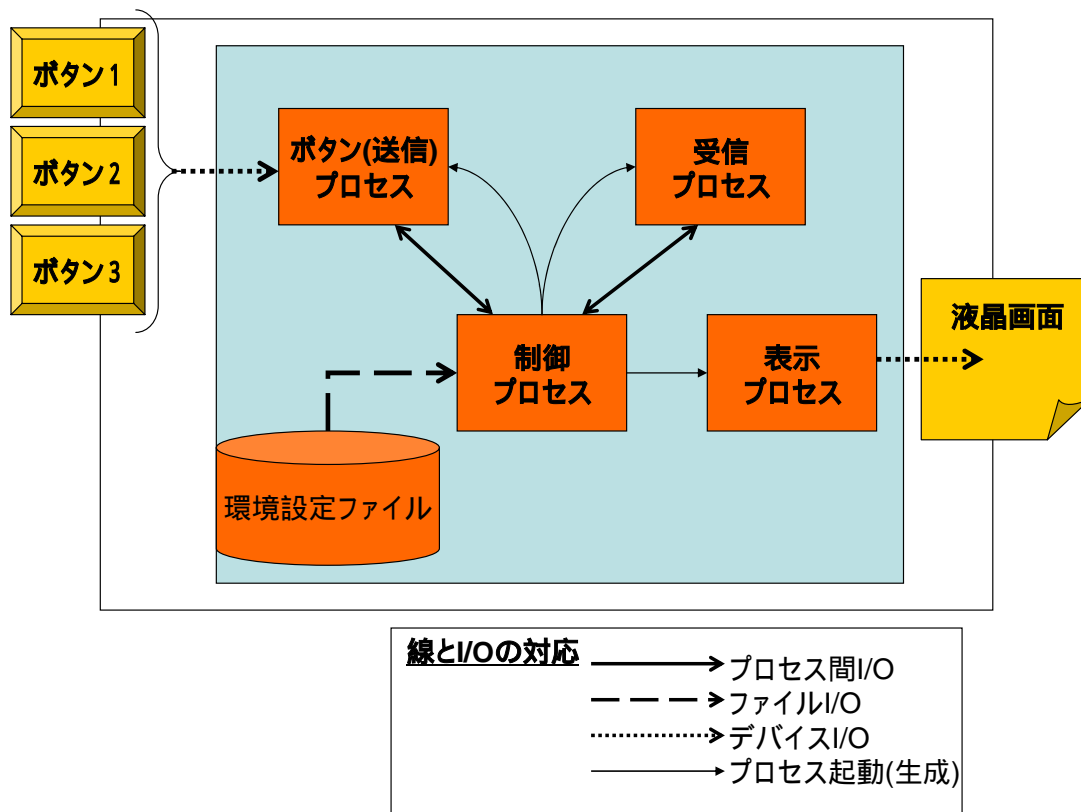 ボタン1
ボタン2
ボタン3
ボタン(送信)
プロセス
受信
プロセス
制御
プロセス
表示
プロセス
液晶画面
環境設定ファイル
線とI/Oの対応
プロセス間I/O
ファイルI/O
デバイスI/O
プロセス起動(生成)